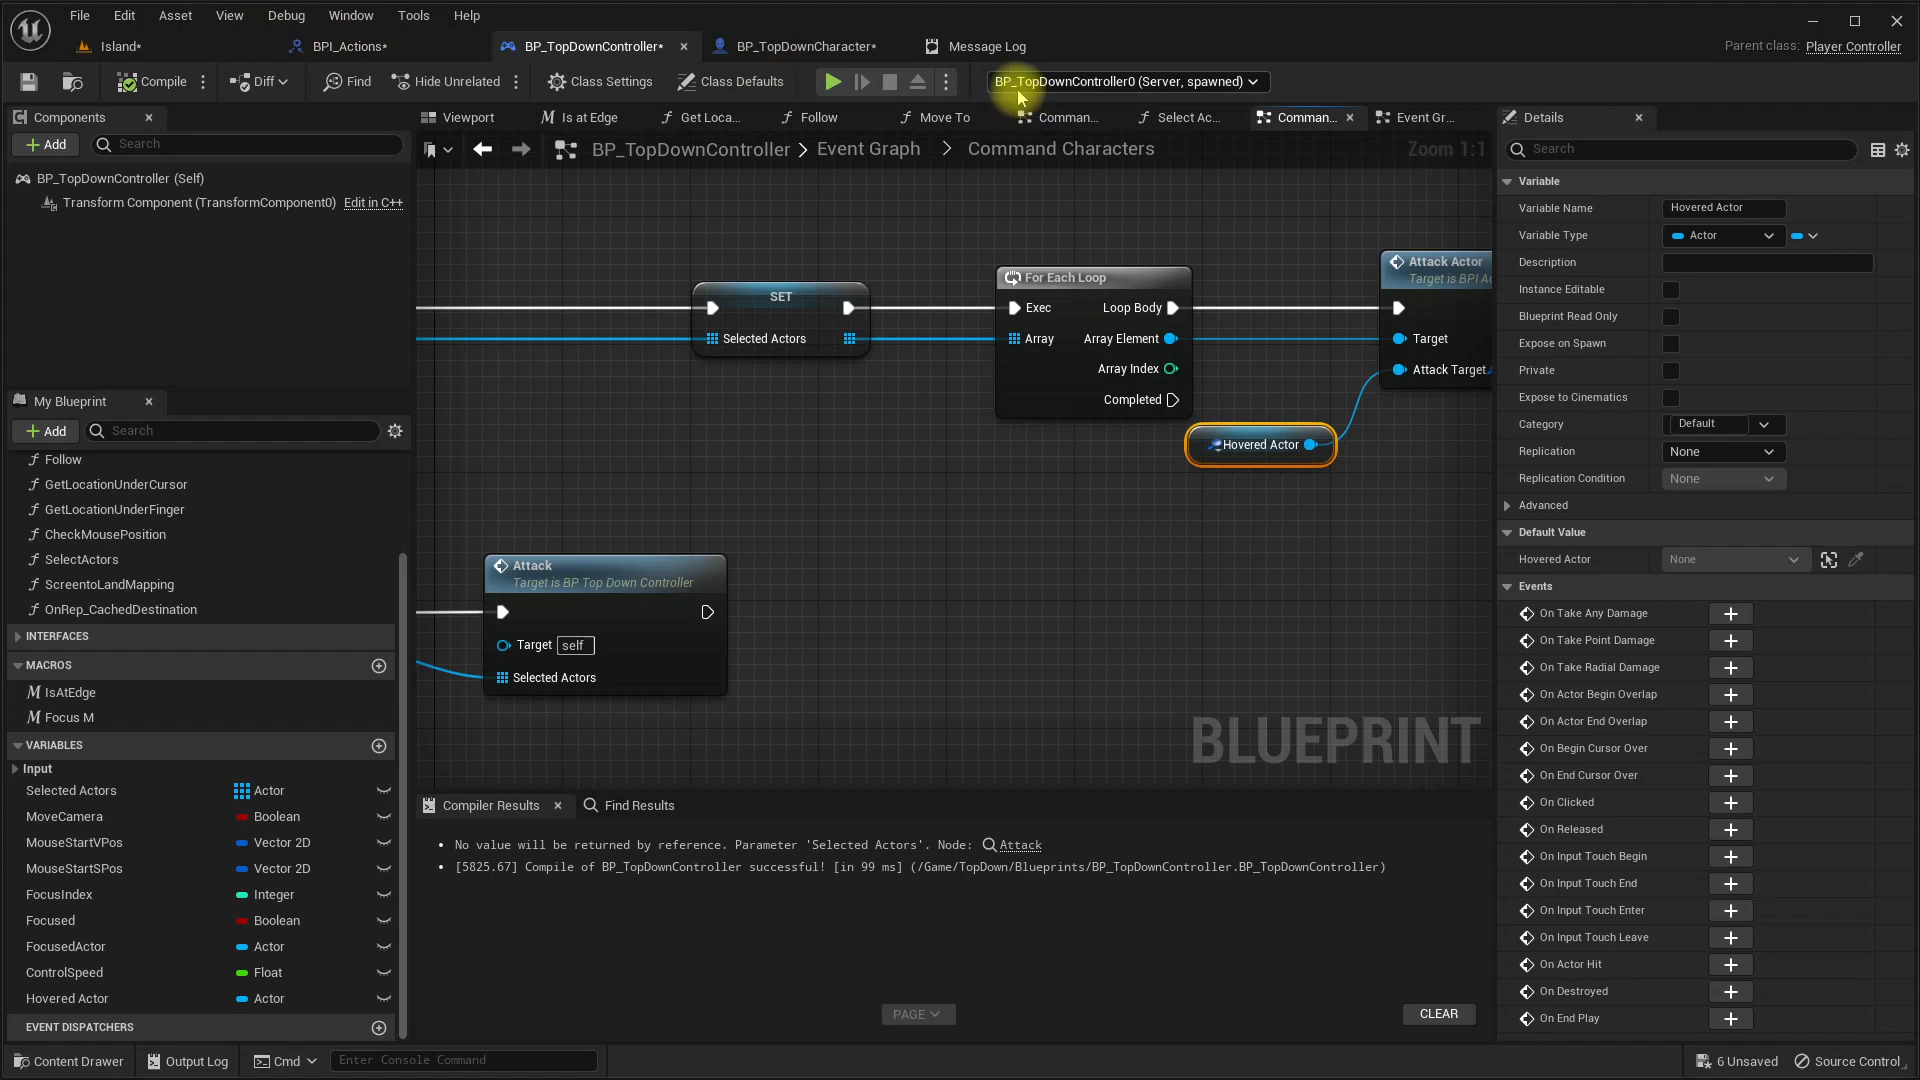 File Edit Asset View Debug Window Tools Help
Island* BPI_Actions* BP_TopDownController* BP_TopDownCharacter* Message Log
Parent class: Player Controller
Compile Diff Find Hide Unrelated Class Settings Class Defaults BP_TopDownController0 (Server, spawned)
Components
Add Search
BP_TopDownController (Self)
Transform Component (TransformComponent0) Edit in C++
My Blueprint
Add Search
Follow
GetLocationUnderCursor
GetLocationUnderFinger
CheckMousePosition
SelectActors
ScreentoLandMapping
OnRep_CachedDestination
INTERFACES
MACROS
IsAtEdge
Focus M
VARIABLES
Input
Selected Actors Actor
MoveCamera Boolean
MouseStartVPos Vector 2D
MouseStartSPos Vector 2D
FocusIndex Integer
Focused Boolean
FocusedActor Actor
ControlSpeed Float
Hovered Actor Actor
EVENT DISPATCHERS
Viewport Is at Edge Get Loca... Follow Move To Comman... Select Ac... Comman... Event Gr...
BP_TopDownController > Event Graph > Command Characters
Zoom 1:1
SET
Selected Actors
For Each Loop
Exec Loop Body
Array Array Element
Array Index
Completed
Attack Actor
Target is BPI Ac
Target
Attack Target
Hovered Actor
Attack
Target is BP Top Down Controller
Target self
Selected Actors
BLUEPRINT
Compiler Results Find Results
No value will be returned by reference. Parameter 'Selected Actors'. Node: Attack
[5825.67] Compile of BP_TopDownController successful! [in 99 ms] (/Game/TopDown/Blueprints/BP_TopDownController.BP_TopDownController)
PAGE CLEAR
Details
Search
Variable
Variable Name Hovered Actor
Variable Type Actor
Description
Instance Editable
Blueprint Read Only
Expose on Spawn
Private
Expose to Cinematics
Category Default
Replication None
Replication Condition None
Advanced
Default Value
Hovered Actor None
Events
On Take Any Damage
On Take Point Damage
On Take Radial Damage
On Actor Begin Overlap
On Actor End Overlap
On Begin Cursor Over
On End Cursor Over
On Clicked
On Released
On Input Touch Begin
On Input Touch End
On Input Touch Enter
On Input Touch Leave
On Actor Hit
On Destroyed
On End Play
Content Drawer Output Log Cmd Enter Console Command 6 Unsaved Source Control